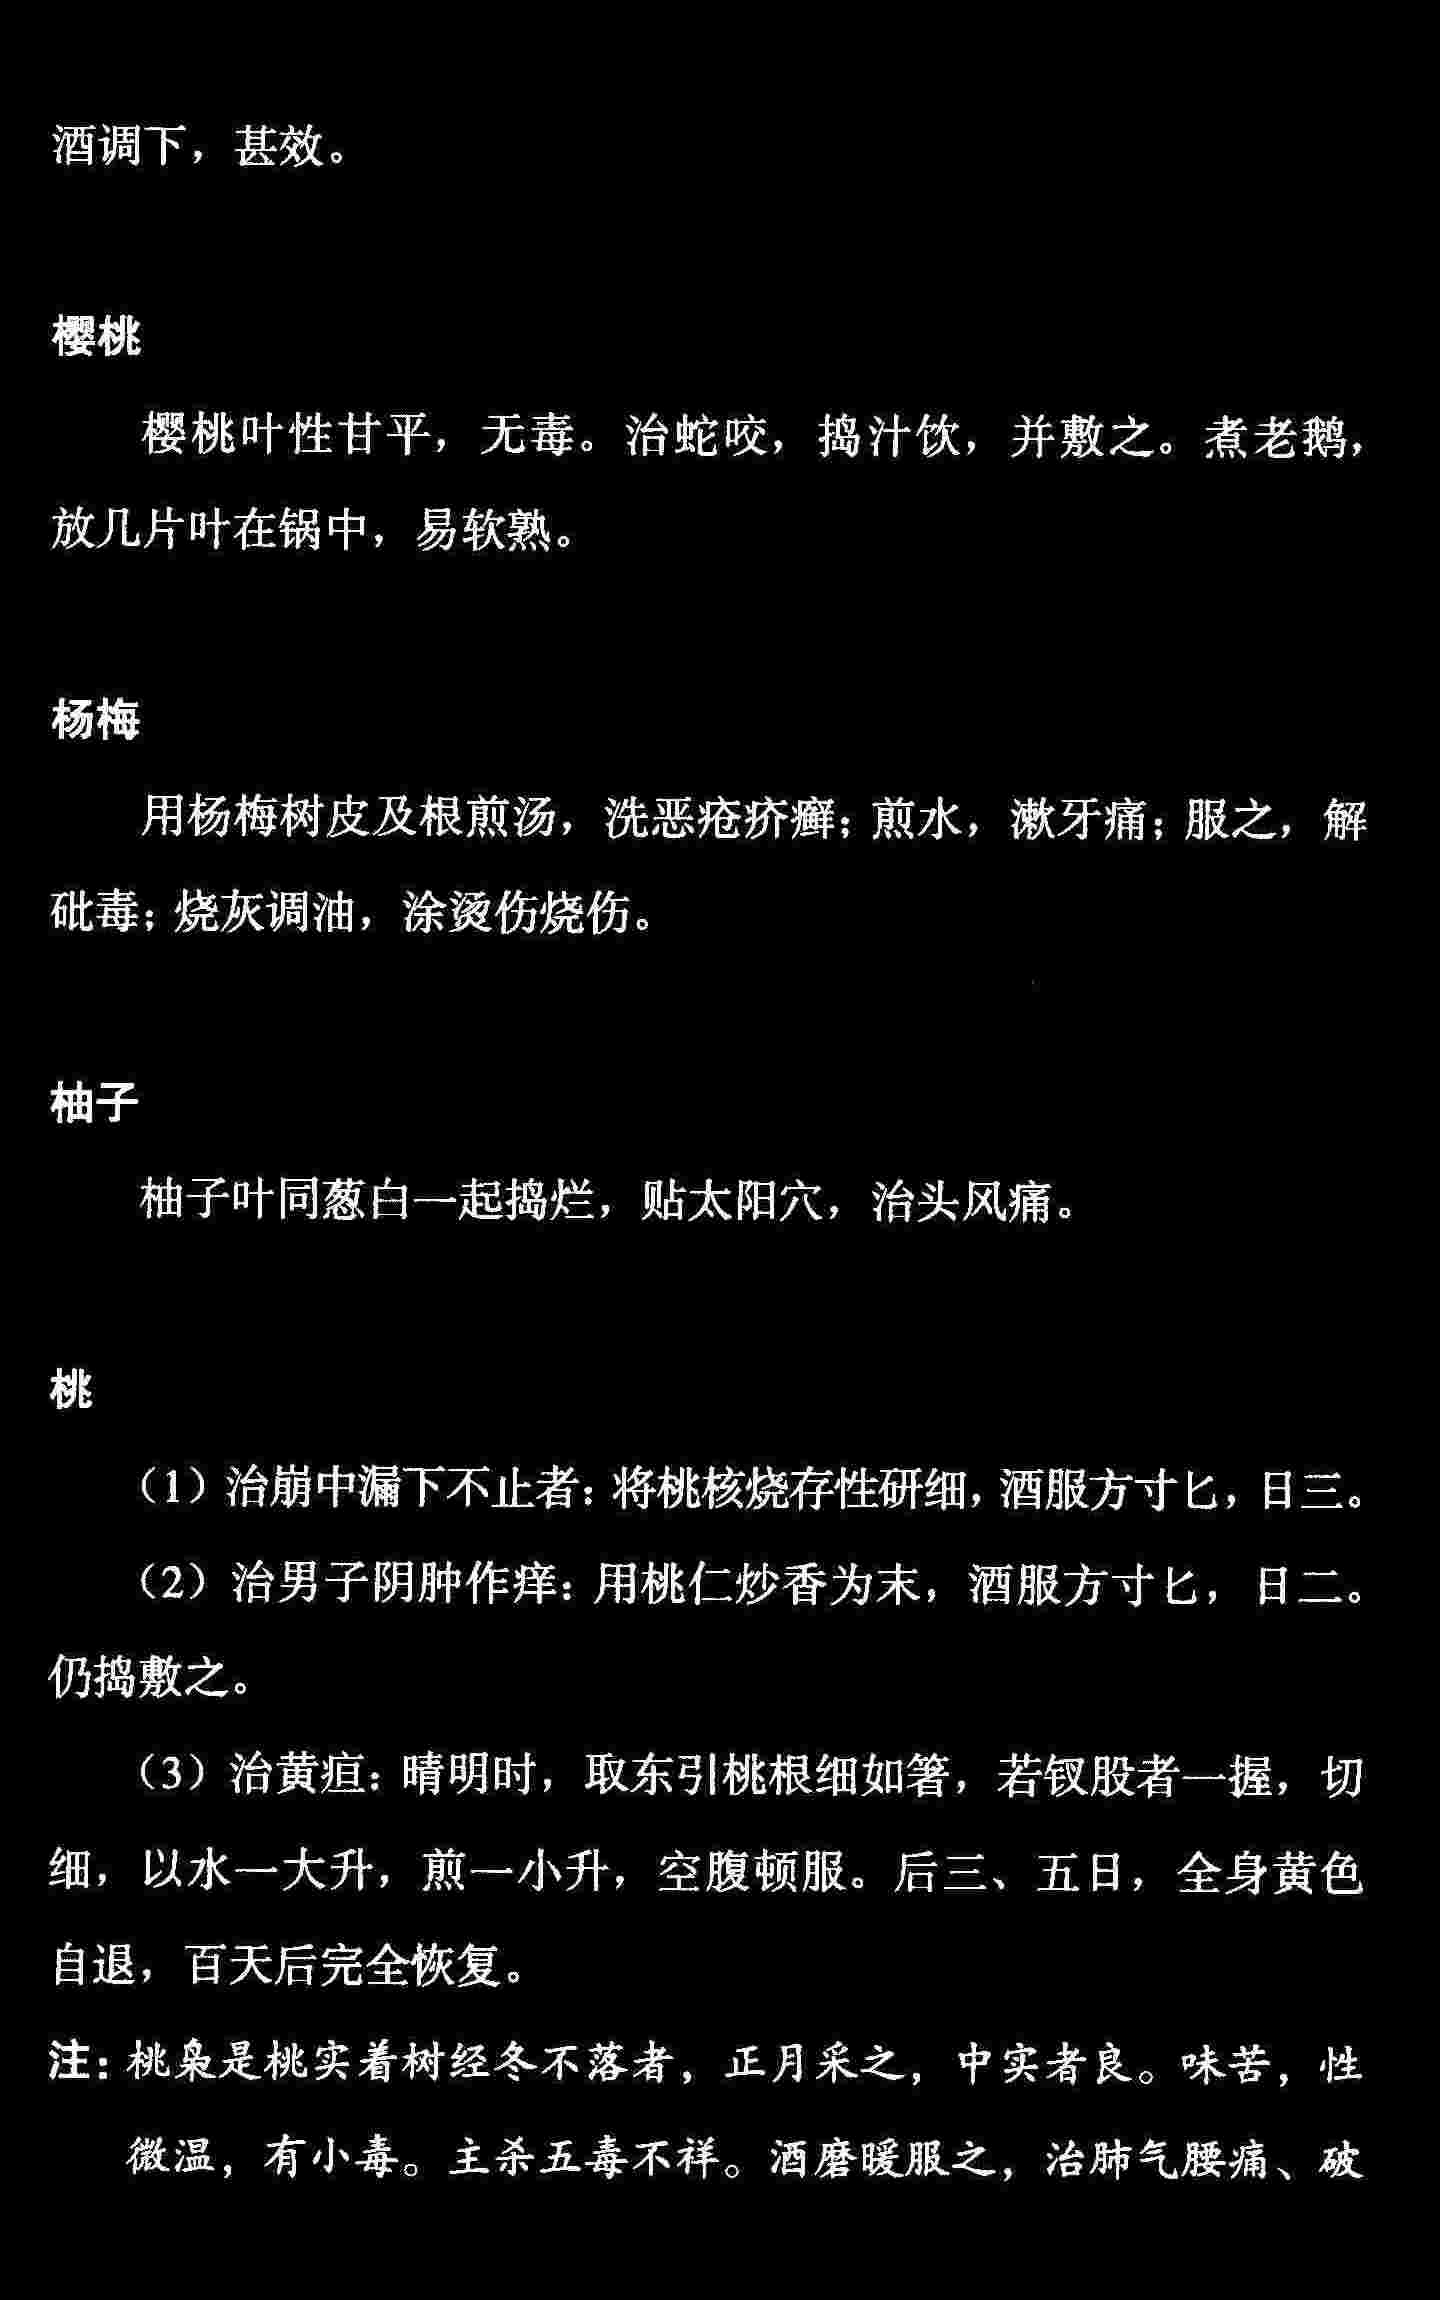 酒调下，甚效。
樱桃
樱桃叶性甘平，无毒。治蛇咬，捣汁饮，并敷之。煮老鹅，
放几片叶在锅中，易软熟。
杨梅
用杨梅树皮及根煎汤，洗恶疮疥癣；煎水，漱牙痛；服之，解
砒毒；烧灰调油，涂烫伤烧伤。
柚子
柚子叶同葱白一起捣烂，贴太阳穴，治头风痛。
桃
（1）治崩中漏下不止者：将桃核烧存性研细，酒服方寸匕，日三。
（2）治男子阴肿作痒：用桃仁炒香为末，酒服方寸匕，日二。
仍捣敷之。
（3）治黄疸：晴明时，取东引桃根细如箸，若钗股者一握，切
细，以水一大升，煎一小升，空腹顿服。后三、五日，全身黄色
自退，百天后完全恢复。
注：桃枭是桃实着树经冬不落者，正月采之，中实者良。味苦，性
微温，有小毒。主杀五毒不祥。酒磨暖服之，治肺气腰痛、破